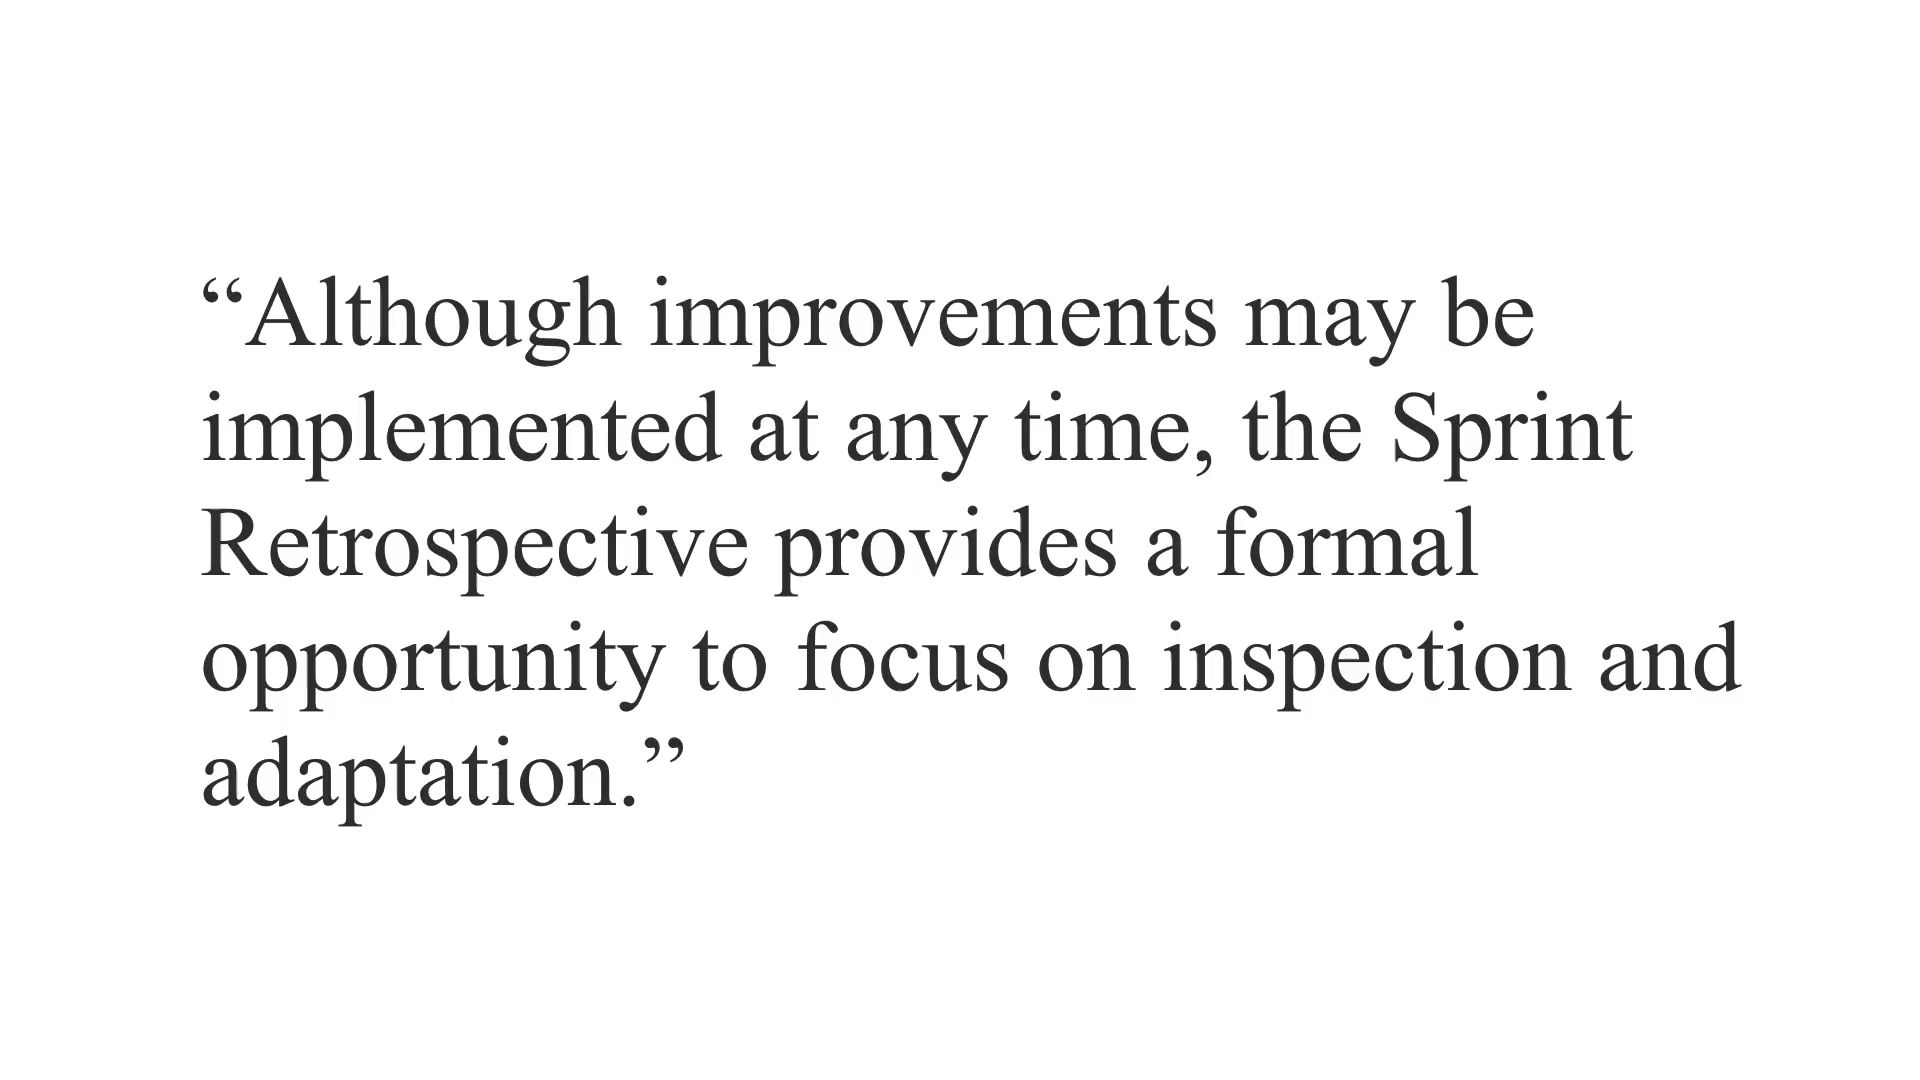 “Although improvements may be
implemented at any time, the Sprint
Retrospective provides a formal
opportunity to focus on inspection and
adaptation.”